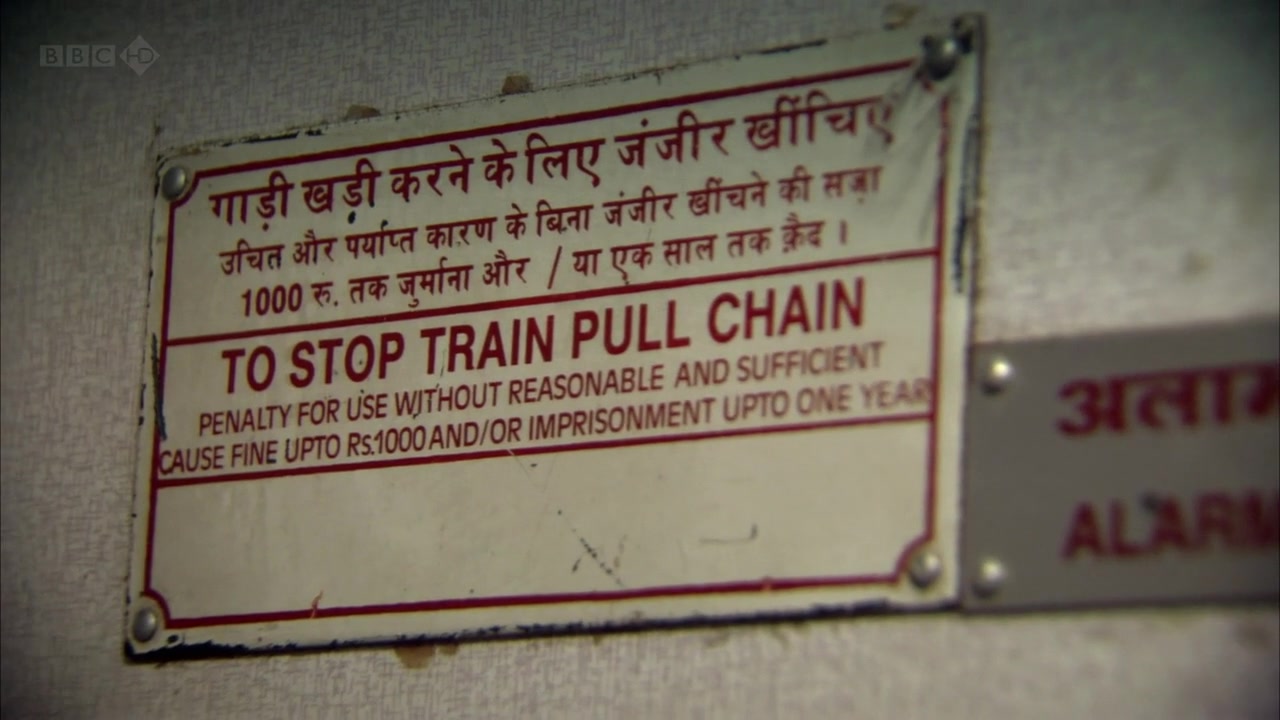 BBC HD
गाड़ी खड़ी करने के लिए जंजीर खींचिए
उचित और पर्याप्त कारण के बिना जंजीर खींचने की सज़ा
1000 रु. तक जुर्माना और / या एक साल तक क़ैद ।
TO STOP TRAIN PULL CHAIN
PENALTY FOR USE WITHOUT REASONABLE AND SUFFICIENT
CAUSE FINE UPTO Rs.1000 AND/OR IMPRISONMENT UPTO ONE YEAR
अलाम
ALARM